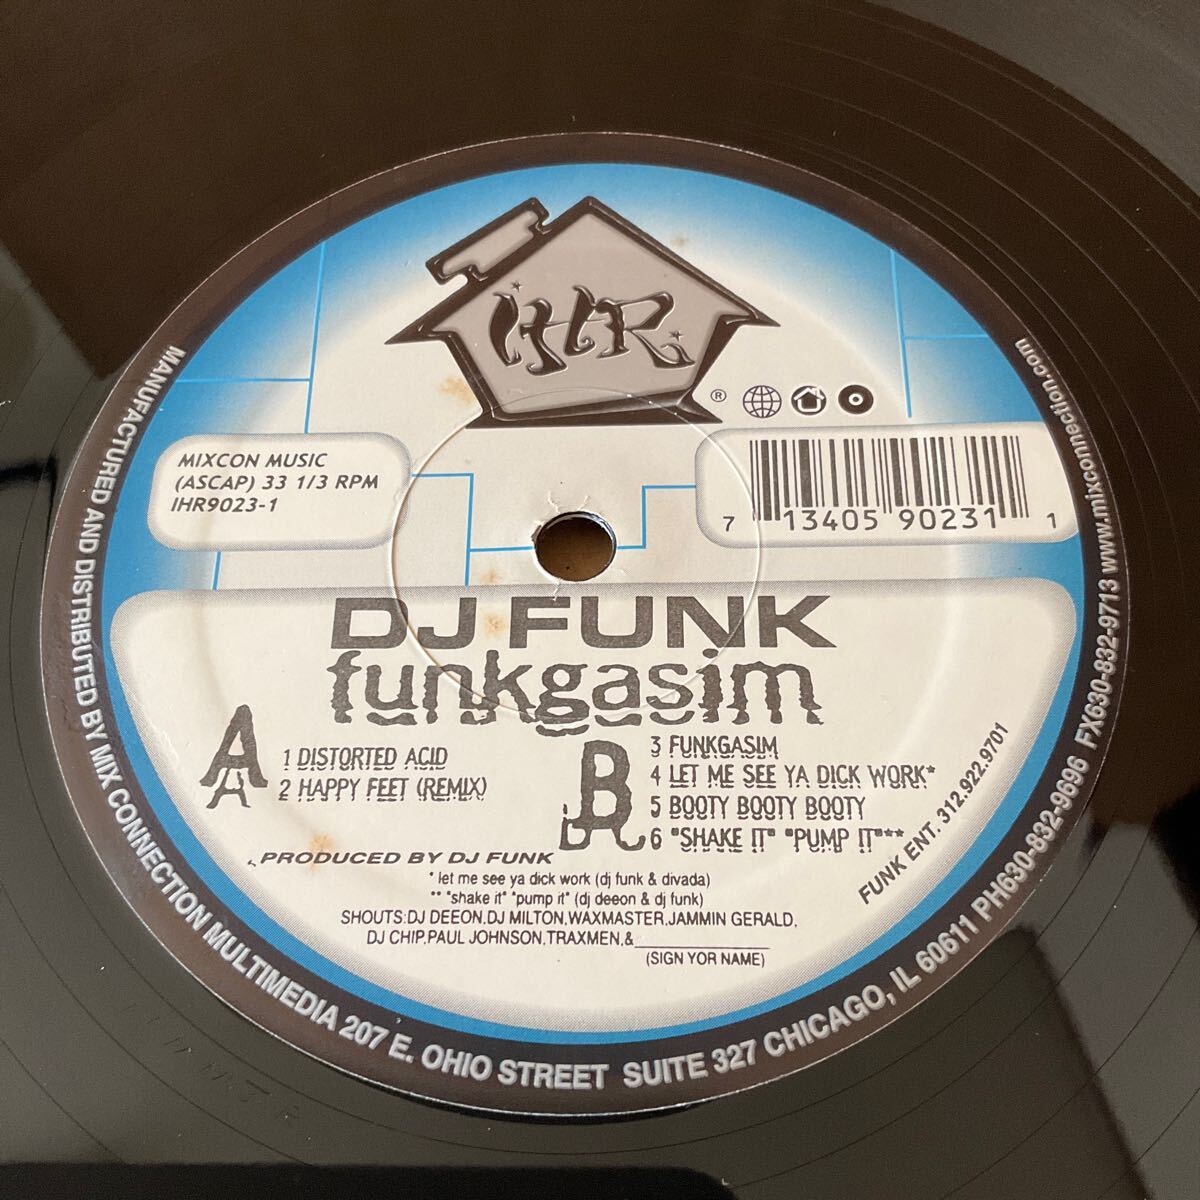 IHR
®
MIXCON MUSIC
(ASCAP) 33 1/3 RPM
IHR9023-1
7 13405 90231 1
DJ FUNK
funkgasim
A
1 DISTORTED ACID
2 HAPPY FEET (REMIX)
B
3 FUNKGASIM
4 LET ME SEE YA DICK WORK*
5 BOOTY BOOTY BOOTY
6 "SHAKE IT" "PUMP IT"**
PRODUCED BY DJ FUNK
* let me see ya dick work (dj funk & divada)
** "shake it" "pump it" (dj deeon & dj funk)
SHOUTS:DJ DEEON,DJ MILTON,WAXMASTER,JAMMIN GERALD,
DJ CHIP,PAUL JOHNSON,TRAXMEN,&
(SIGN YOR NAME)
FUNK ENT. 312.922.9701
MANUFACTURED AND DISTRIBUTED BY MIX CONNECTION MULTIMEDIA 207 E. OHIO STREET SUITE 327 CHICAGO, IL 60611 PH630-832-9696 FX630-832-9713 www.mixconnection.com